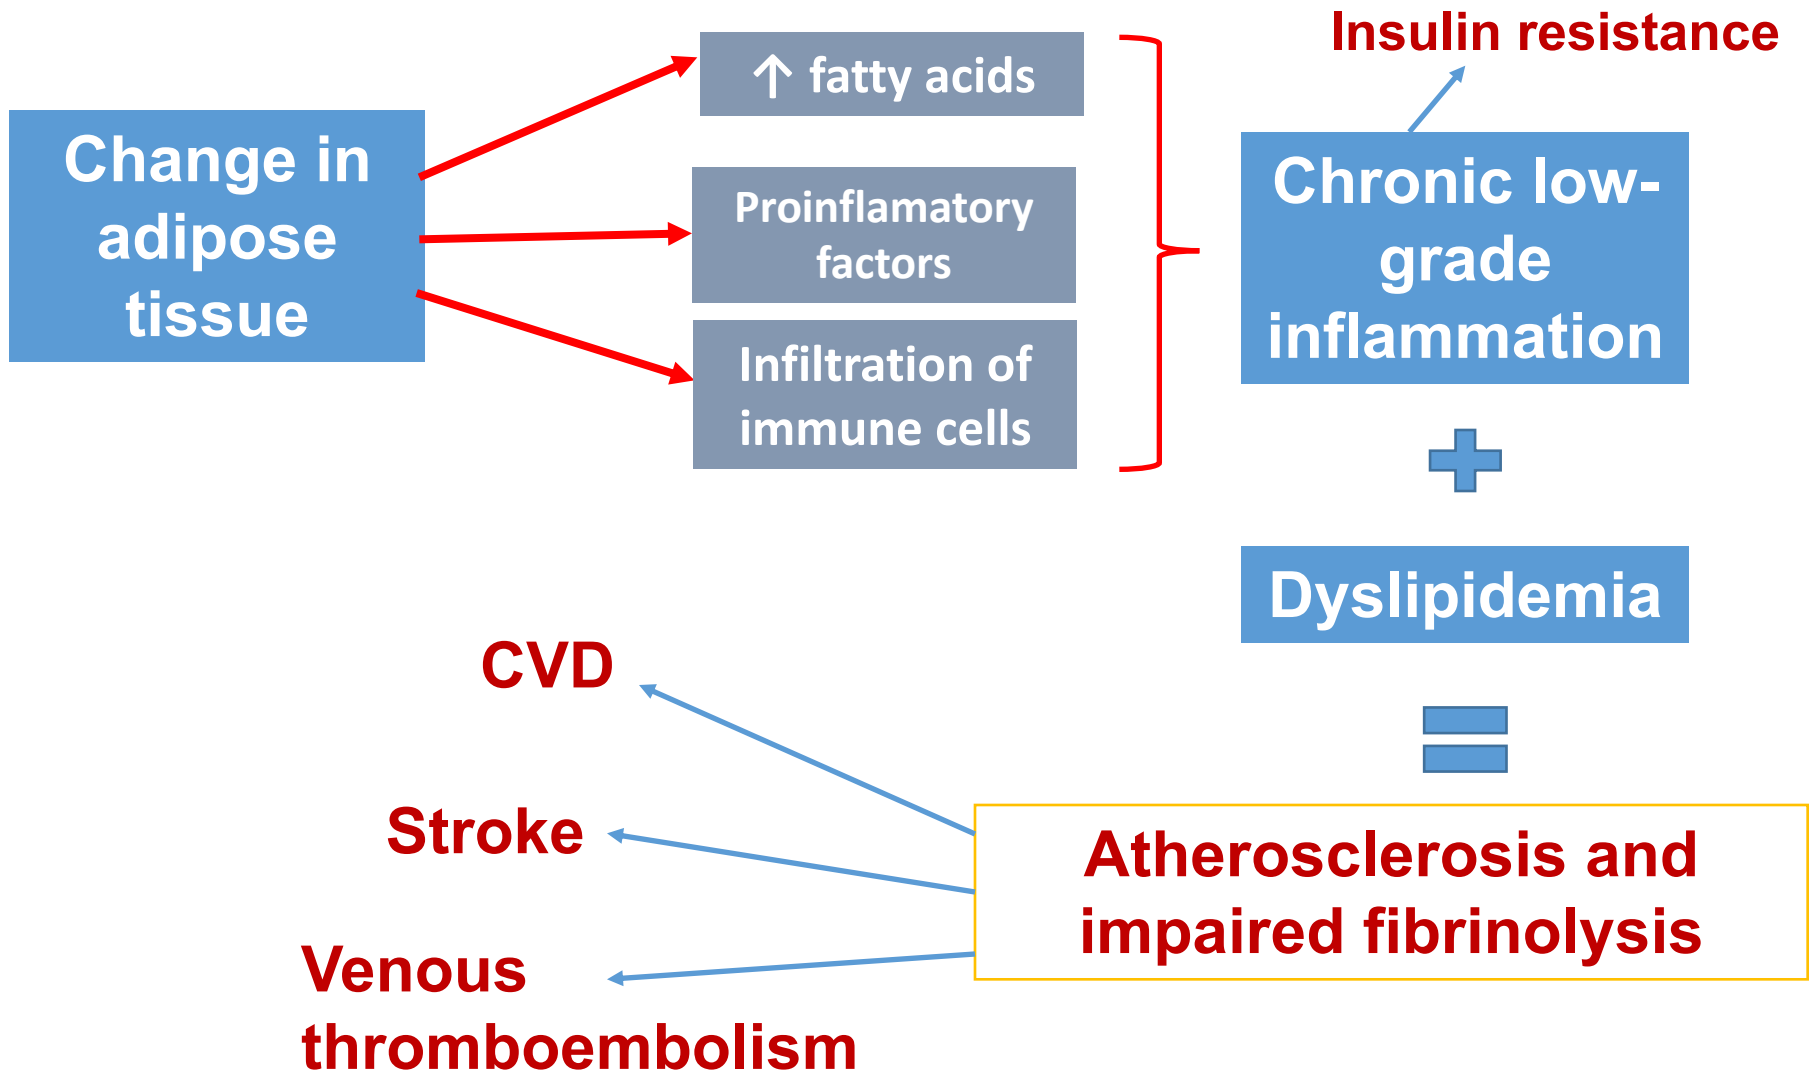 Change in
adipose
tissue
↑ fatty acids
Proinflamatory
factors
Infiltration of
immune cells
Insulin resistance
Chronic low-
grade
inflammation
Dyslipidemia
Atherosclerosis and
impaired fibrinolysis
CVD
Stroke
Venous
thromboembolism